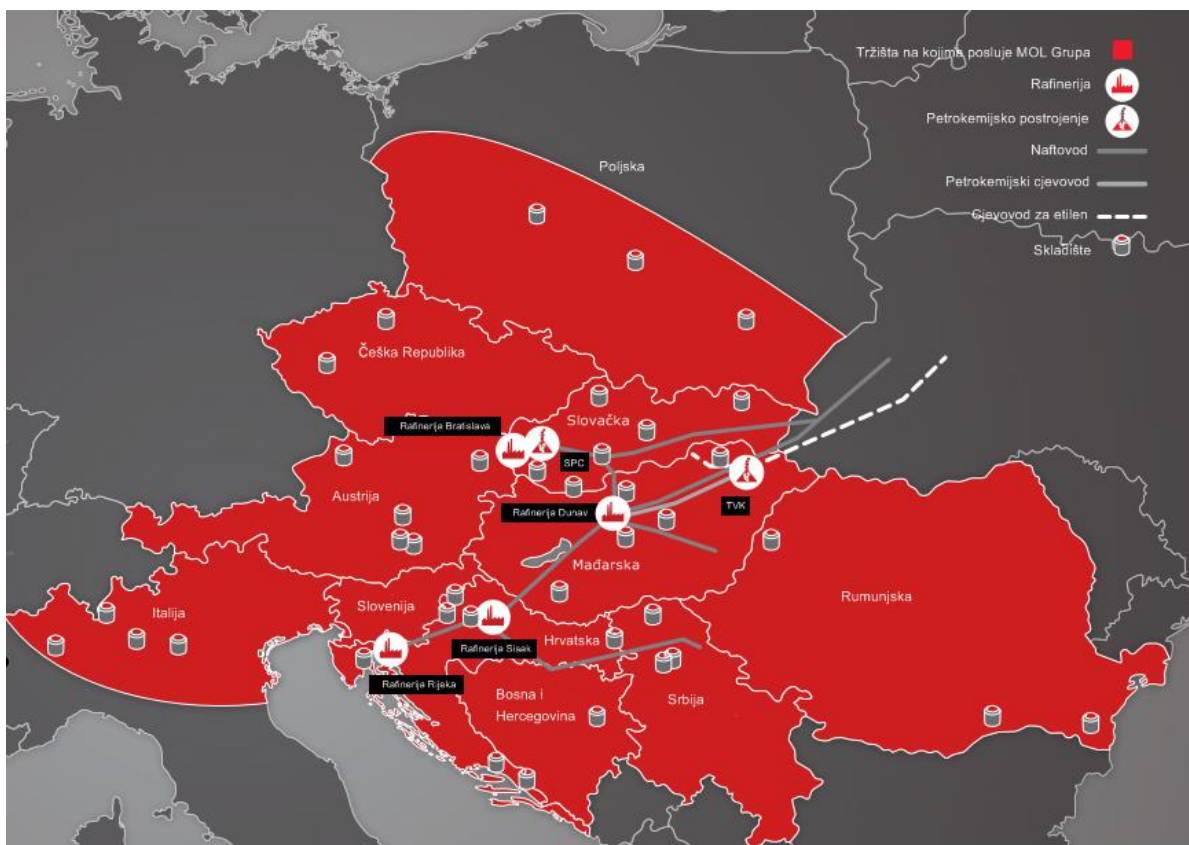 Tržišta na kojima posluje MOL Grupa
Rafinerija
Petrokemijsko postrojenje
Naftovod
Petrokemijski cjevovod
Cjevovod za etilen
Skladište
Poljska
Češka Republika
Slovačka
Rafinerija Bratislava
SPC
Austrija
Rafinerija Dunav
TVK
Mađarska
Rumunjska
Slovenija
Italija
Hrvatska
Rafinerija Sisak
Rafinerija Rijeka
Bosna i
Hercegovina
Srbija